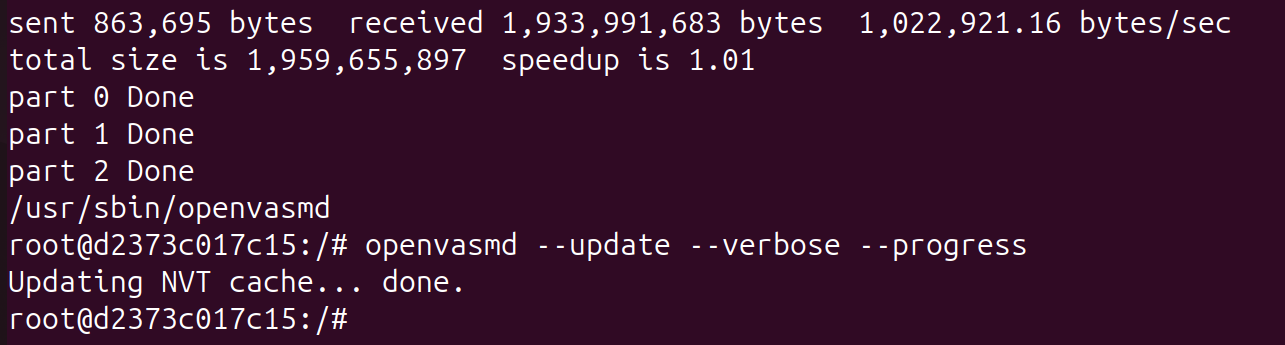 sent 863,695 bytes  received 1,933,991,683 bytes  1,022,921.16 bytes/sec
total size is 1,959,655,897  speedup is 1.01
part 0 Done
part 1 Done
part 2 Done
/usr/sbin/openvasmd
root@d2373c017c15:/# openvasmd --update --verbose --progress
Updating NVT cache... done.
root@d2373c017c15:/#